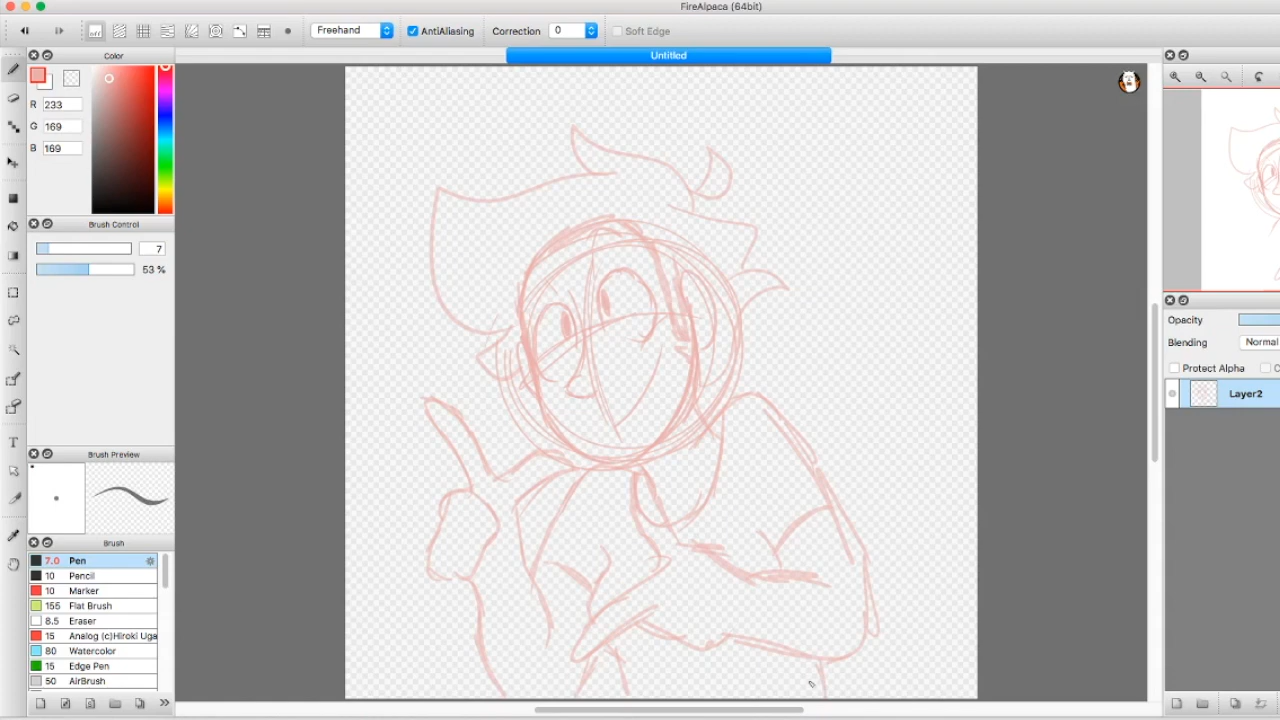 FireAlpaca (64bit)
off
Freehand
AntiAliasing
Correction
0
Soft Edge
Color
Untitled
R 233
G 169
B 169
Brush Control
7
53 %
Opacity
Blending
Normal
Protect Alpha
C
Layer2
Brush Preview
T
Brush
7.0 Pen
10 Pencil
10 Marker
155 Flat Brush
8.5 Eraser
15 Analog (c)Hiroki Uga
80 Watercolor
15 Edge Pen
50 AirBrush